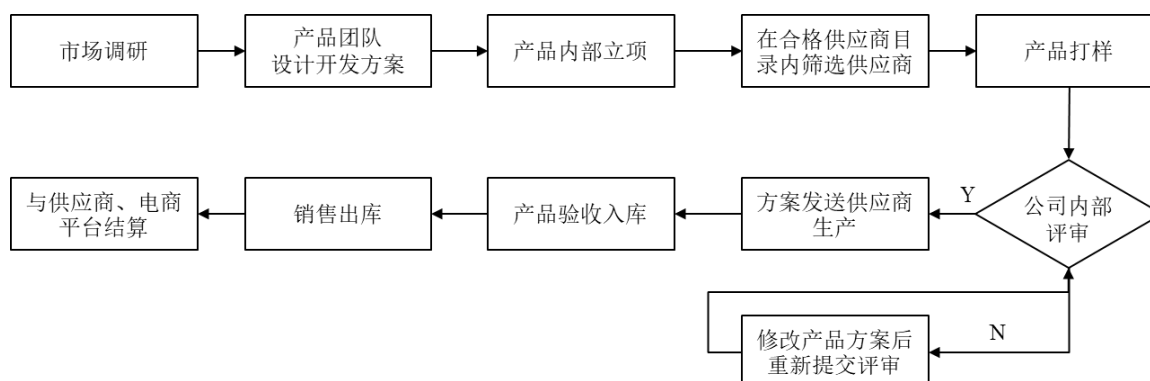 市场调研
产品团队
设计开发方案
产品内部立项
在合格供应商目
录内筛选供应商
产品打样
与供应商、电商
平台结算
销售出库
产品验收入库
方案发送供应商
生产
Y
公司内部
评审
修改产品方案后
重新提交评审
N